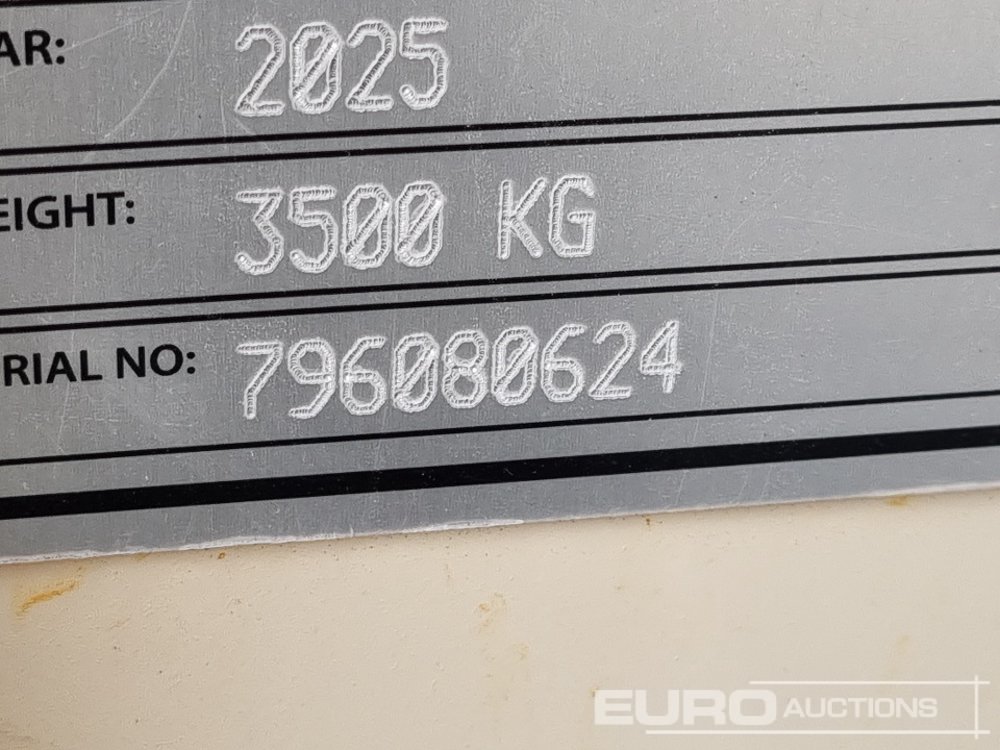 AR: 2025
EIGHT: 3500 KG
RIAL NO: 796080624
EURO AUCTIONS